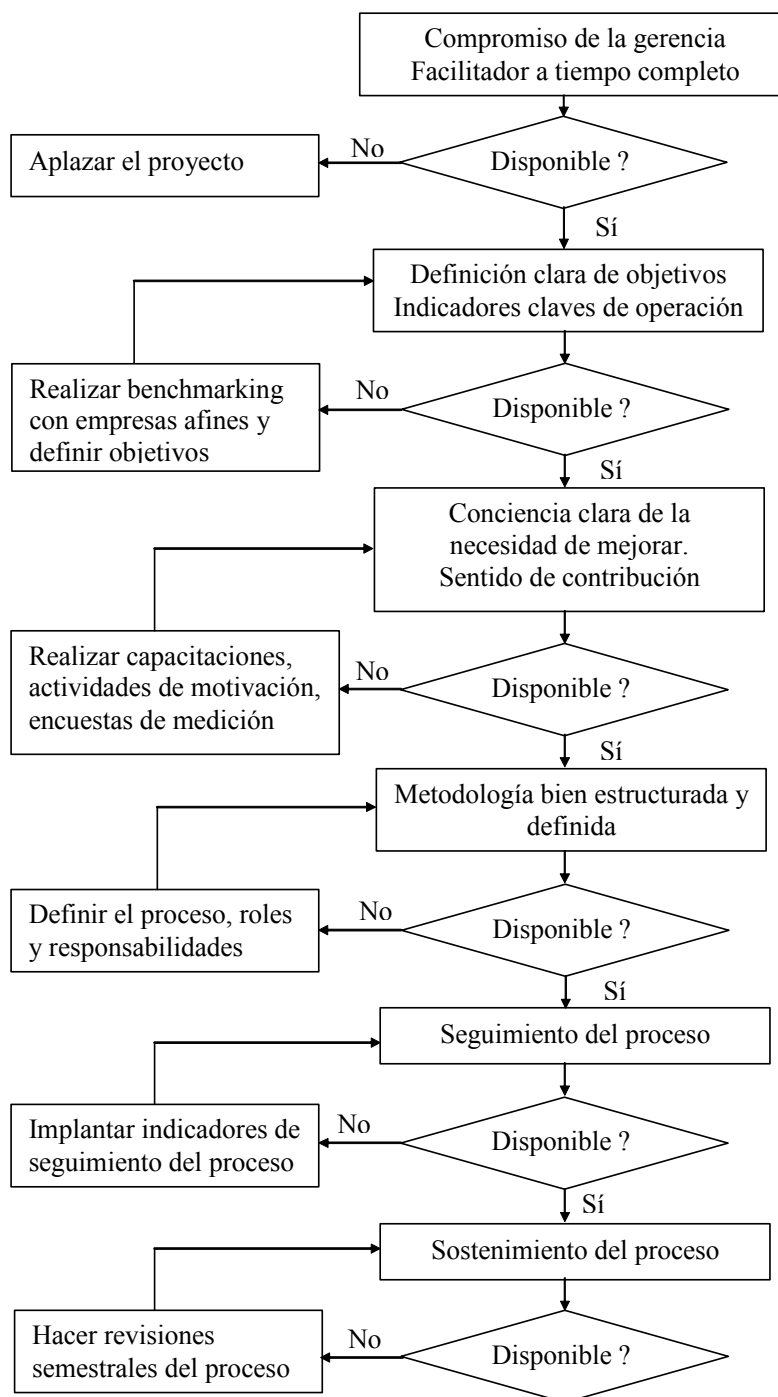 Compromiso de la gerencia
Facilitador a tiempo completo
No
Aplazar el proyecto
Disponible ?
Sí
Definición clara de objetivos
Indicadores claves de operación
Realizar benchmarking
con empresas afines y
definir objetivos
No
Disponible ?
Sí
Conciencia clara de la
necesidad de mejorar.
Sentido de contribución
Realizar capacitaciones,
actividades de motivación,
encuestas de medición
No
Disponible ?
Sí
Metodología bien estructurada y
definida
Definir el proceso, roles
y responsabilidades
No
Disponible ?
Sí
Seguimiento del proceso
Implantar indicadores de
seguimiento del proceso
No
Disponible ?
Sí
Sostenimiento del proceso
Hacer revisiones
semestrales del proceso
No
Disponible ?